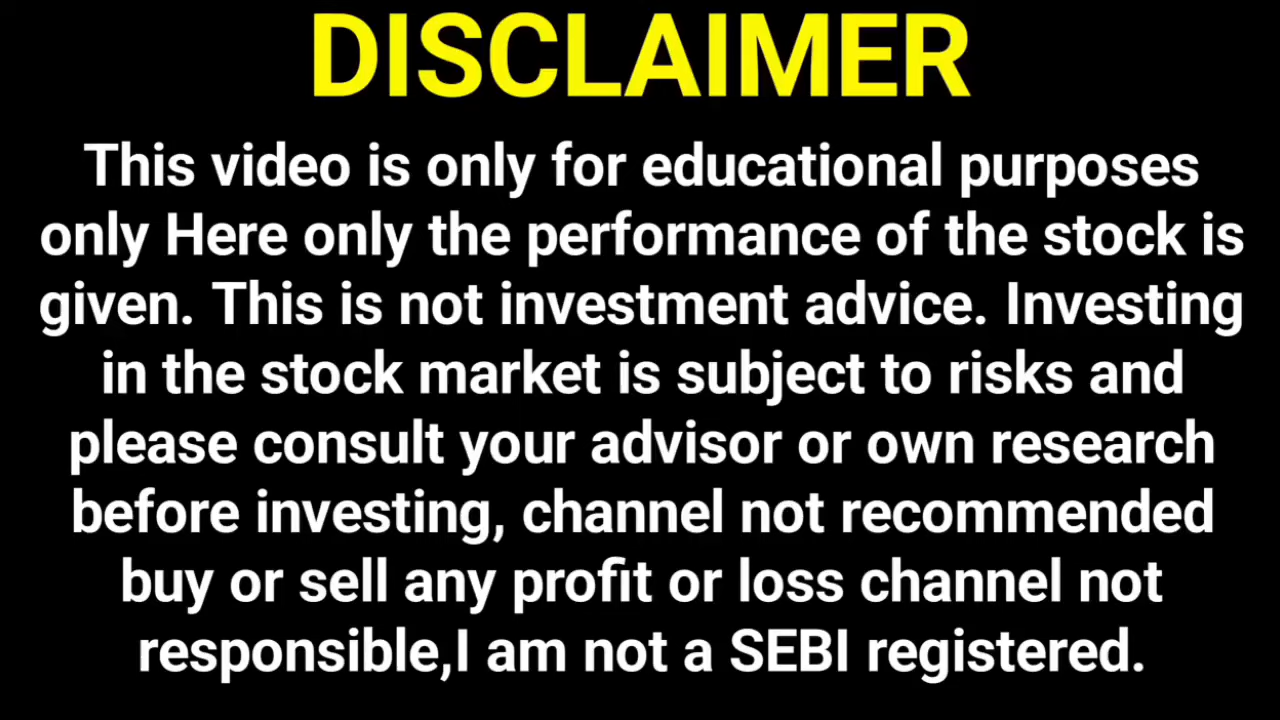 DISCLAIMER
This video is only for educational purposes
only Here only the performance of the stock is
given. This is not investment advice. Investing
in the stock market is subject to risks and
please consult your advisor or own research
before investing, channel not recommended
buy or sell any profit or loss channel not
responsible,I am not a SEBI registered.